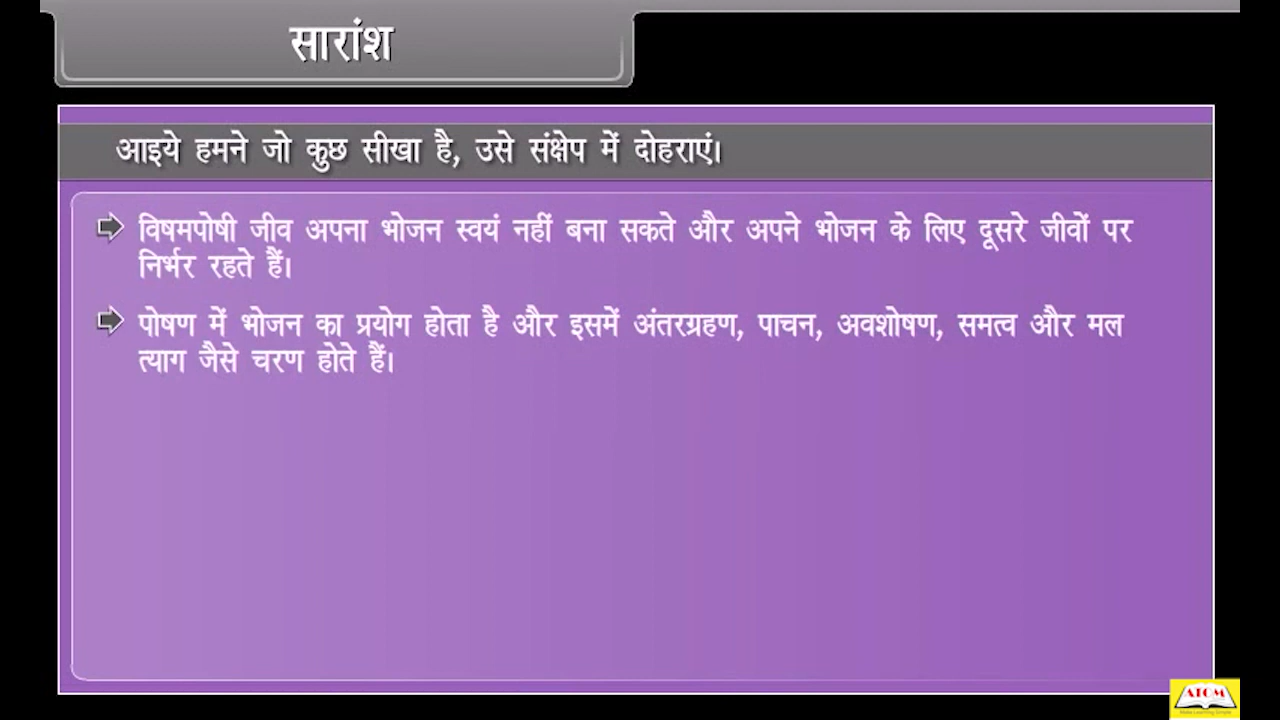 सारांश
आइये हमने जो कुछ सीखा है, उसे संक्षेप में दोहराएं।
विषमपोषी जीव अपना भोजन स्वयं नहीं बना सकते और अपने भोजन के लिए दूसरे जीवों पर
निर्भर रहते हैं।
पोषण में भोजन का प्रयोग होता है और इसमें अंतरग्रहण, पाचन, अवशोषण, समत्व और मल
त्याग जैसे चरण होते हैं।
ATOM